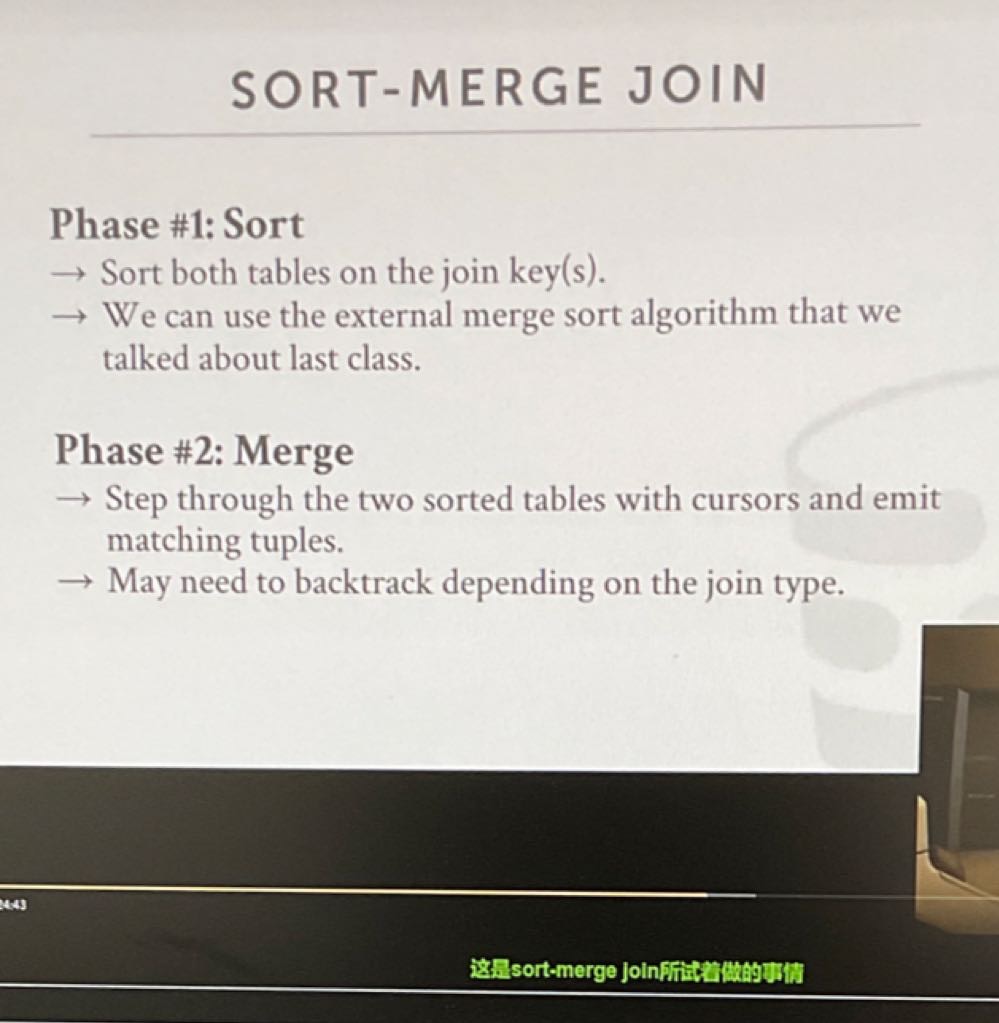 SORT-MERGE JOIN
Phase #1: Sort
→ Sort both tables on the join key(s).
→ We can use the external merge sort algorithm that we
talked about last class.
Phase #2: Merge
→ Step through the two sorted tables with cursors and emit
matching tuples.
→ May need to backtrack depending on the join type.
24:43
这是sort-merge join所试着做的事情